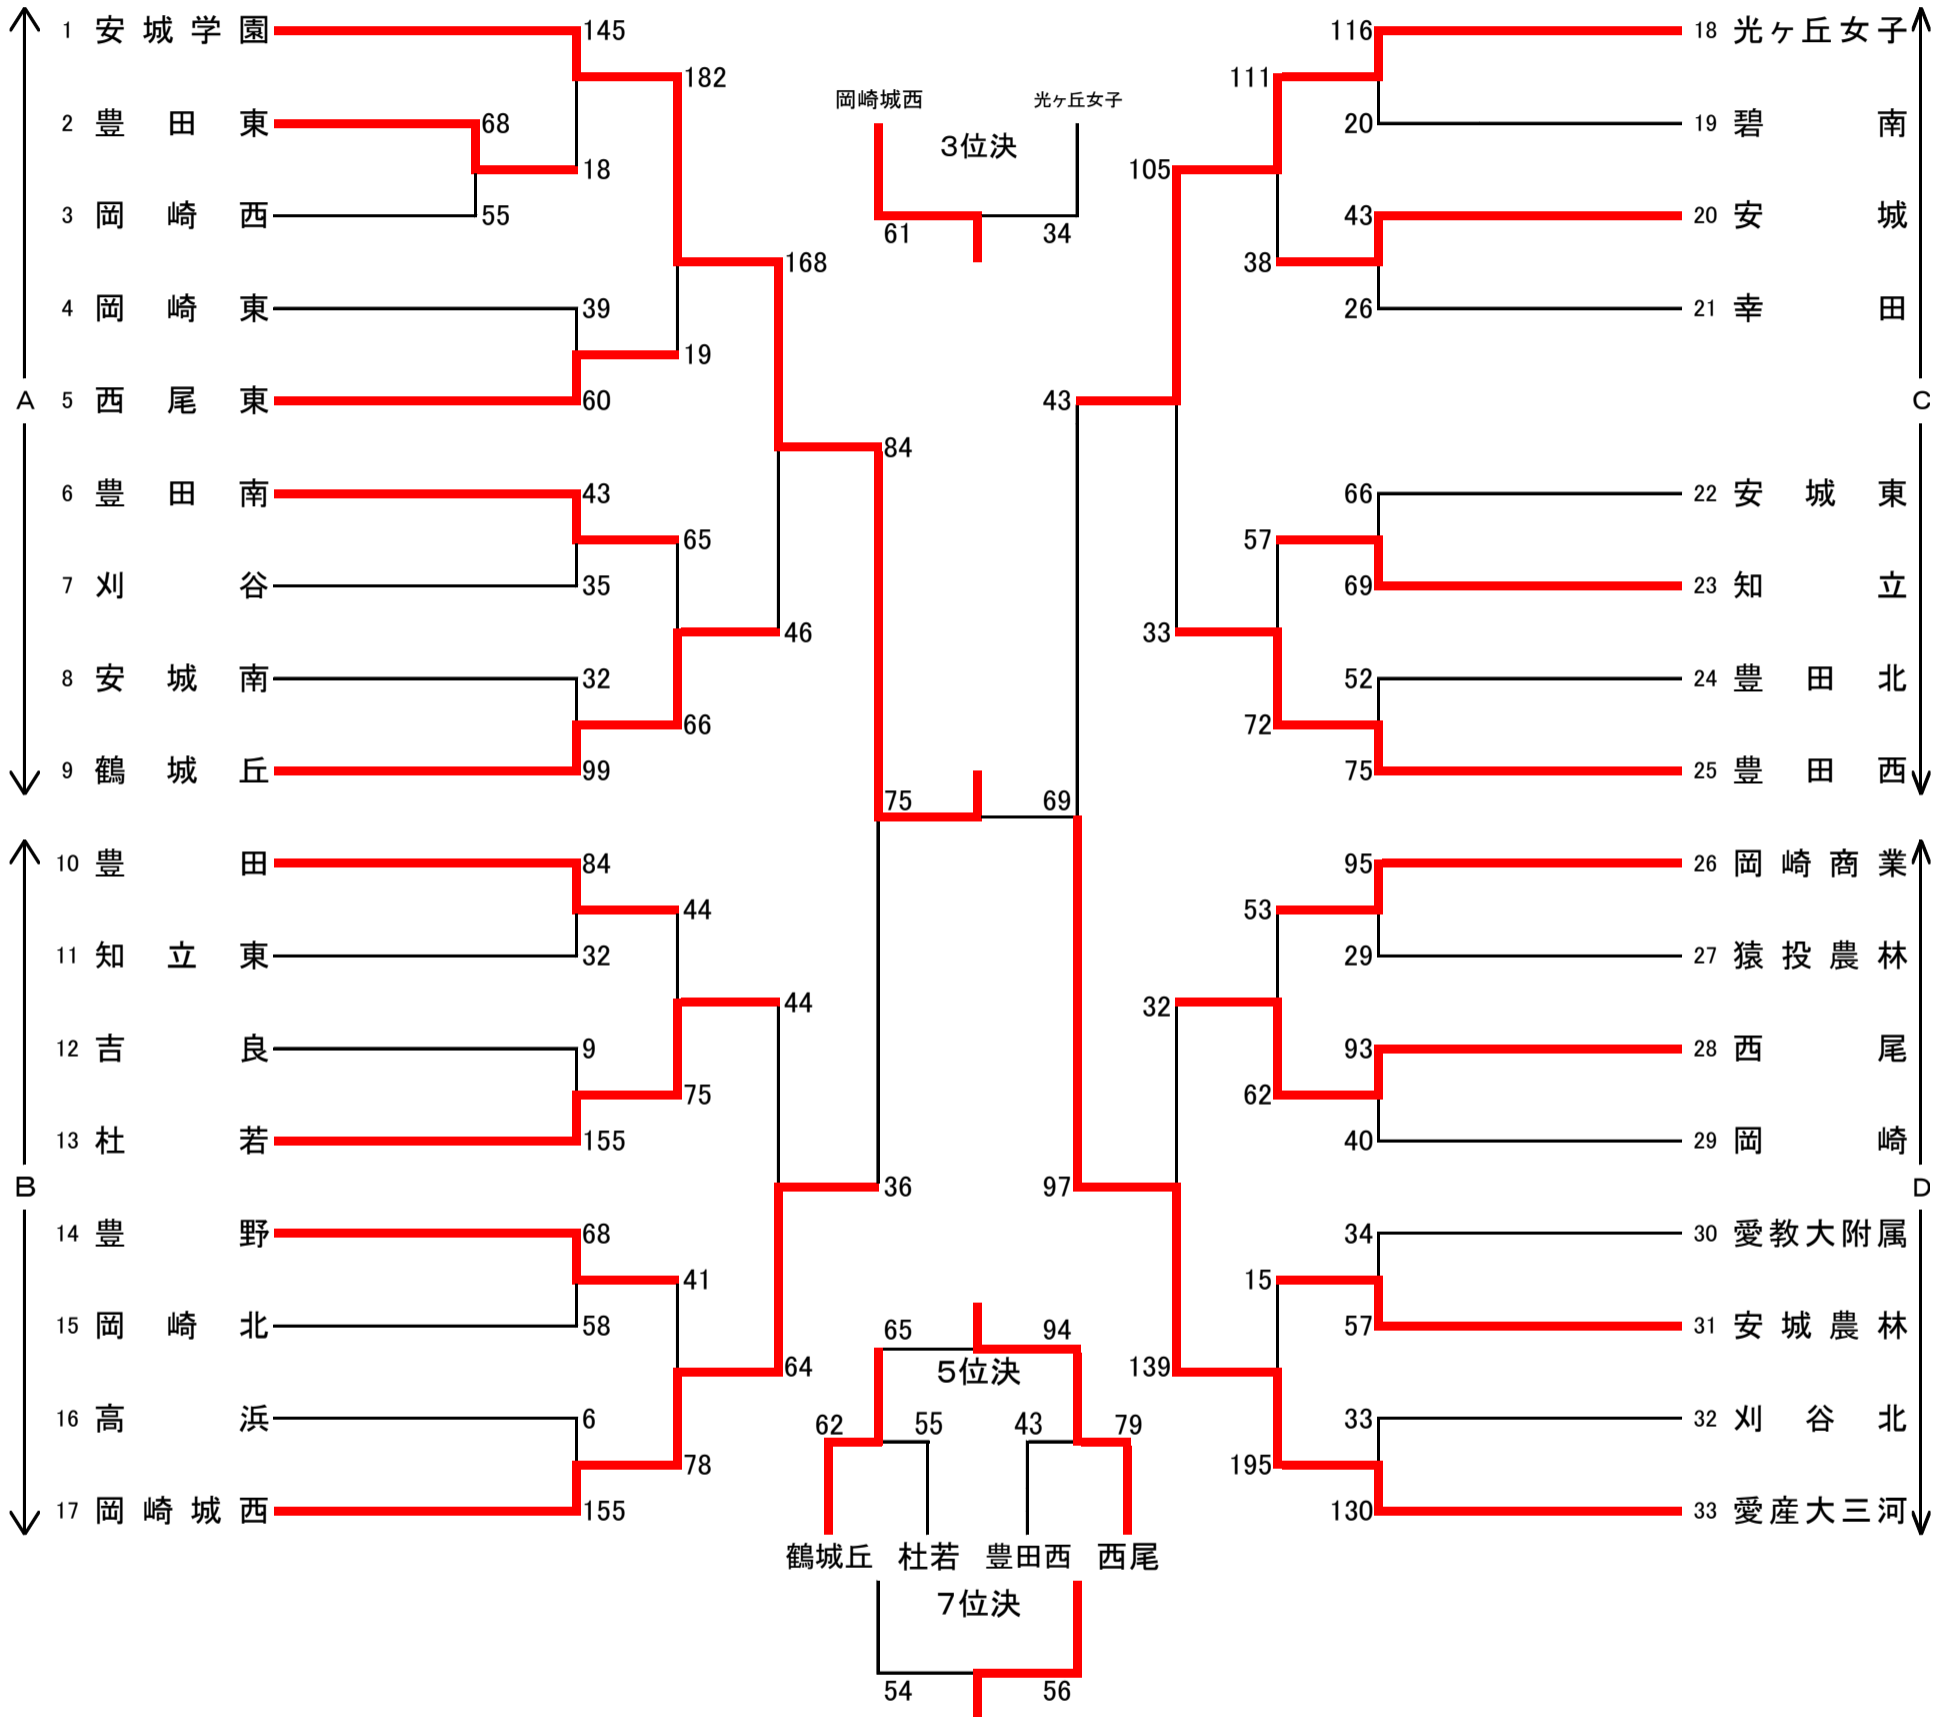 A
1 安城学園 145
182
2 豊田東 68
18
3 岡崎西 55
168
4 岡崎東 39
19
5 西尾東 60
84
6 豊田南 43
65
7 刈谷 35
46
8 安城南 32
66
9 鶴城丘 99
75
B
10 豊田 84
44
11 知立東 32
44
12 吉良 9
75
13 杜若 155
36
14 豊野 68
41
15 岡崎北 58
64
16 高浜 6
78
17 岡崎城西 155
岡崎城西 光ヶ丘女子
3位決
61 34
C
116 18 光ヶ丘女子
111
20 19 碧南
105
43 20 安城
38
26 21 幸田
43
66 22 安城東
57
69 23 知立
33
52 24 豊田北
72
75 25 豊田西
69
D
95 26 岡崎商業
53
29 27 猿投農林
32
93 28 西尾
62
40 29 岡崎
97
34 30 愛教大附属
15
57 31 安城農林
139
33 32 刈谷北
195
130 33 愛産大三河
65 94
5位決
62 55 43 79
鶴城丘 杜若 豊田西 西尾
7位決
54 56